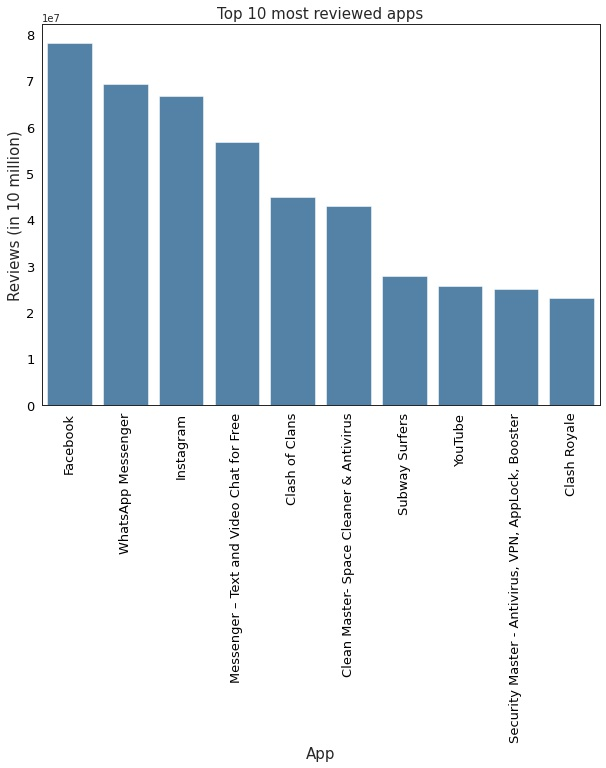 Top 10 most reviewed apps
1e7
Reviews (in 10 million)
8
7
6
5
4
3
2
1
0
Facebook
WhatsApp Messenger
Instagram
Messenger – Text and Video Chat for Free
Clash of Clans
Clean Master- Space Cleaner & Antivirus
Subway Surfers
YouTube
Security Master - Antivirus, VPN, AppLock, Booster
Clash Royale
App